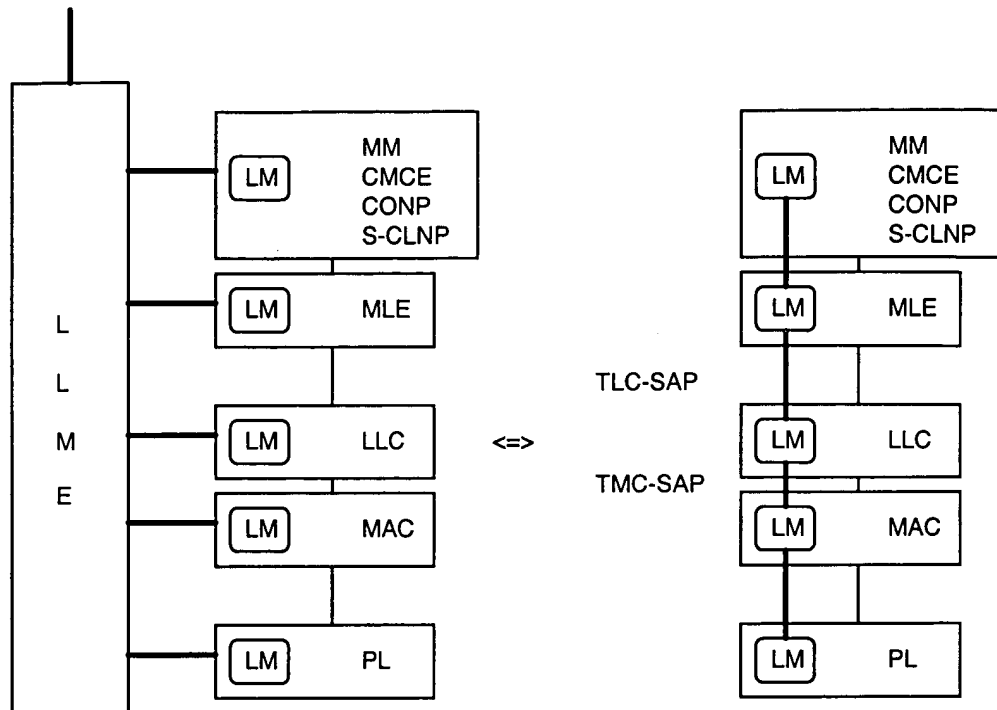 L
L
M
E
LM
MM
CMCE
CONP
S-CLNP
LM MLE
LM LLC
LM MAC
LM PL
<=>
TLC-SAP
TMC-SAP
LM
MM
CMCE
CONP
S-CLNP
LM MLE
LM LLC
LM MAC
LM PL